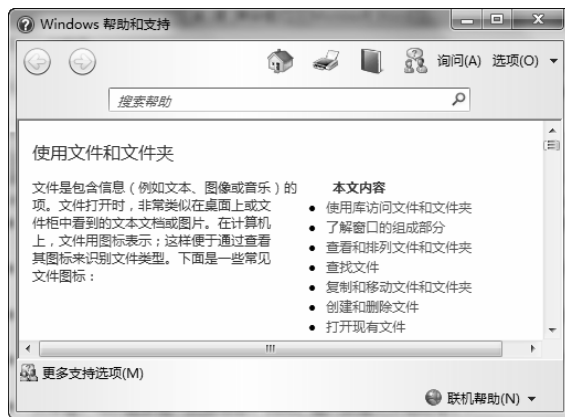 Windows 帮助和支持
询问(A) 选项(O)
搜索帮助
使用文件和文件夹
文件是包含信息（例如文本、图像或音乐）的
项。文件打开时，非常类似在桌面上或文
件柜中看到的文本文档或图片。在计算机
上，文件用图标表示；这样便于通过查看
其图标来识别文件类型。下面是一些常见
文件图标：
本文内容
• 使用库访问文件和文件夹
• 了解窗口的组成部分
• 查看和排列文件和文件夹
• 查找文件
• 复制和移动文件和文件夹
• 创建和删除文件
• 打开现有文件
更多支持选项(M)
联机帮助(N)